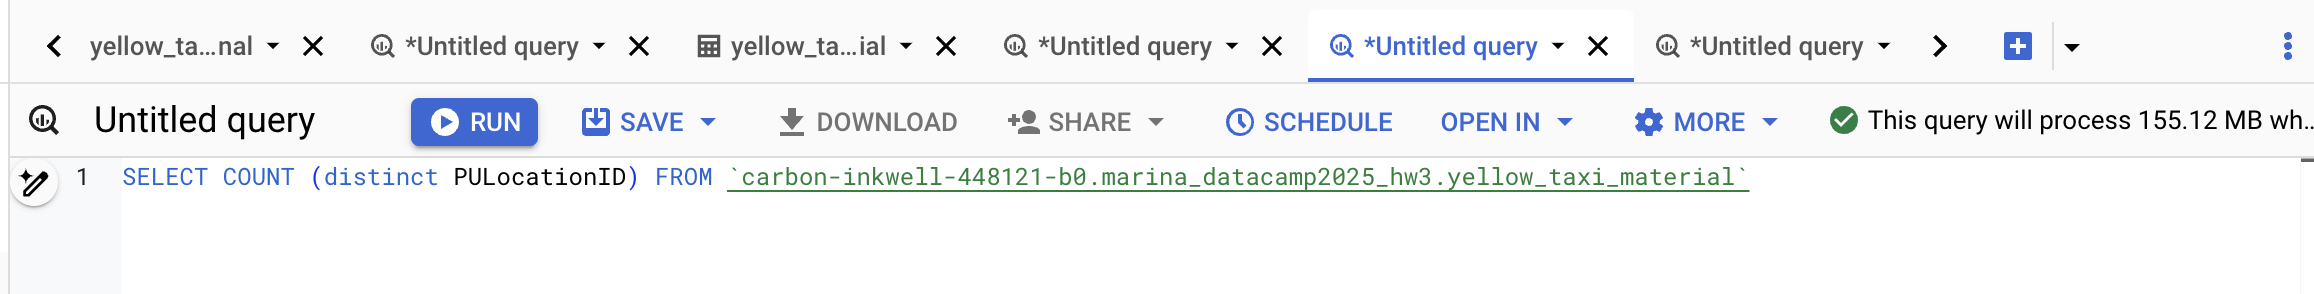 yellow_ta...nal *Untitled query yellow_ta...ial *Untitled query *Untitled query *Untitled query
Untitled query RUN SAVE DOWNLOAD SHARE SCHEDULE OPEN IN MORE This query will process 155.12 MB wh...
1 SELECT COUNT (distinct PULocationID) FROM `carbon-inkwell-448121-b0.marina_datacamp2025_hw3.yellow_taxi_material`